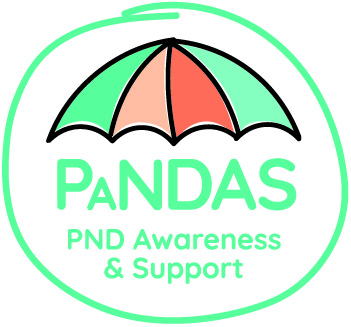 PANDAS
PND Awareness
& Support